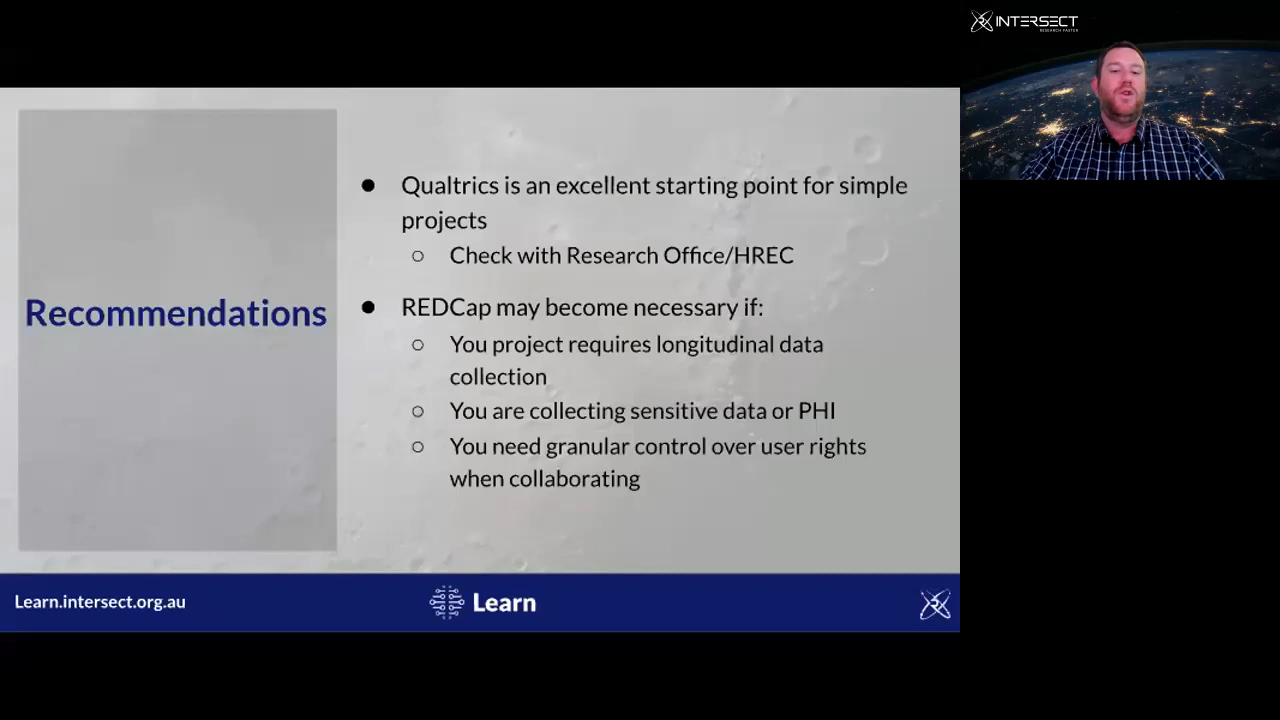 INTERSECT
RESEARCH FASTER
Recommendations
● Qualtrics is an excellent starting point for simple
projects
○ Check with Research Office/HREC
● REDCap may become necessary if:
○ You project requires longitudinal data
collection
○ You are collecting sensitive data or PHI
○ You need granular control over user rights
when collaborating
Learn.intersect.org.au
Learn